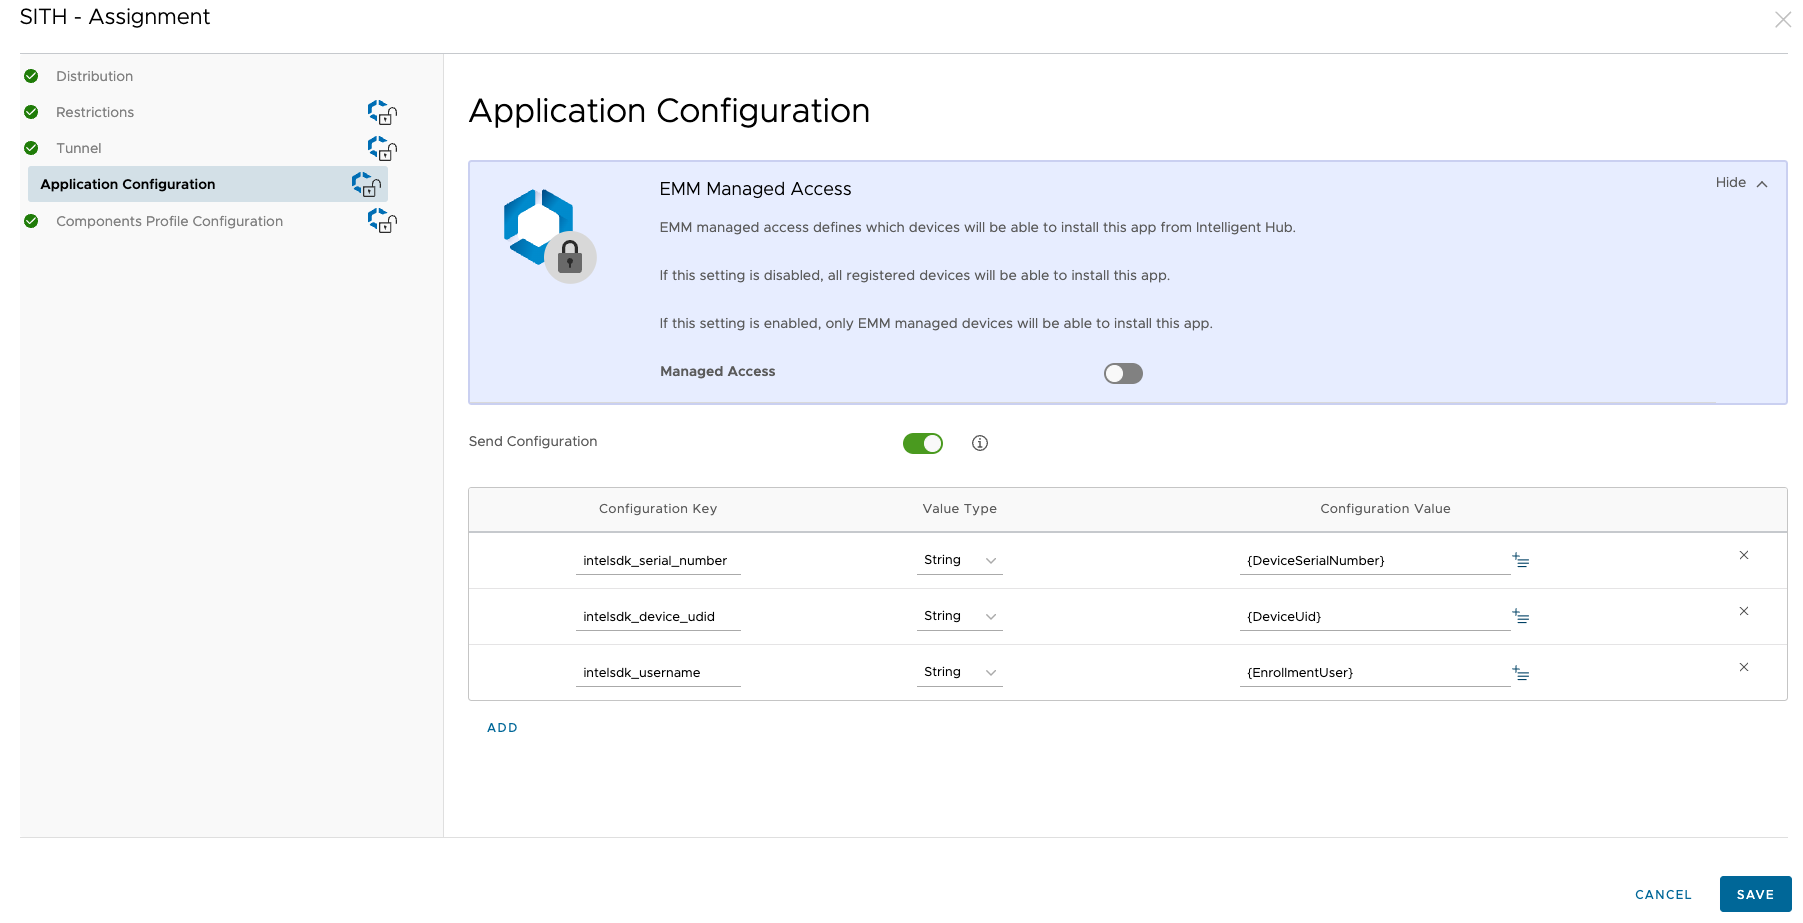 SITH - Assignment
Distribution
Restrictions
Tunnel
Application Configuration
Components Profile Configuration
Application Configuration
EMM Managed Access
Hide
EMM managed access defines which devices will be able to install this app from Intelligent Hub.
If this setting is disabled, all registered devices will be able to install this app.
If this setting is enabled, only EMM managed devices will be able to install this app.
Managed Access
Send Configuration
Configuration Key Value Type Configuration Value
intelsdk_serial_number String {DeviceSerialNumber}
intelsdk_device_udid String {DeviceUid}
intelsdk_username String {EnrollmentUser}
ADD
CANCEL SAVE